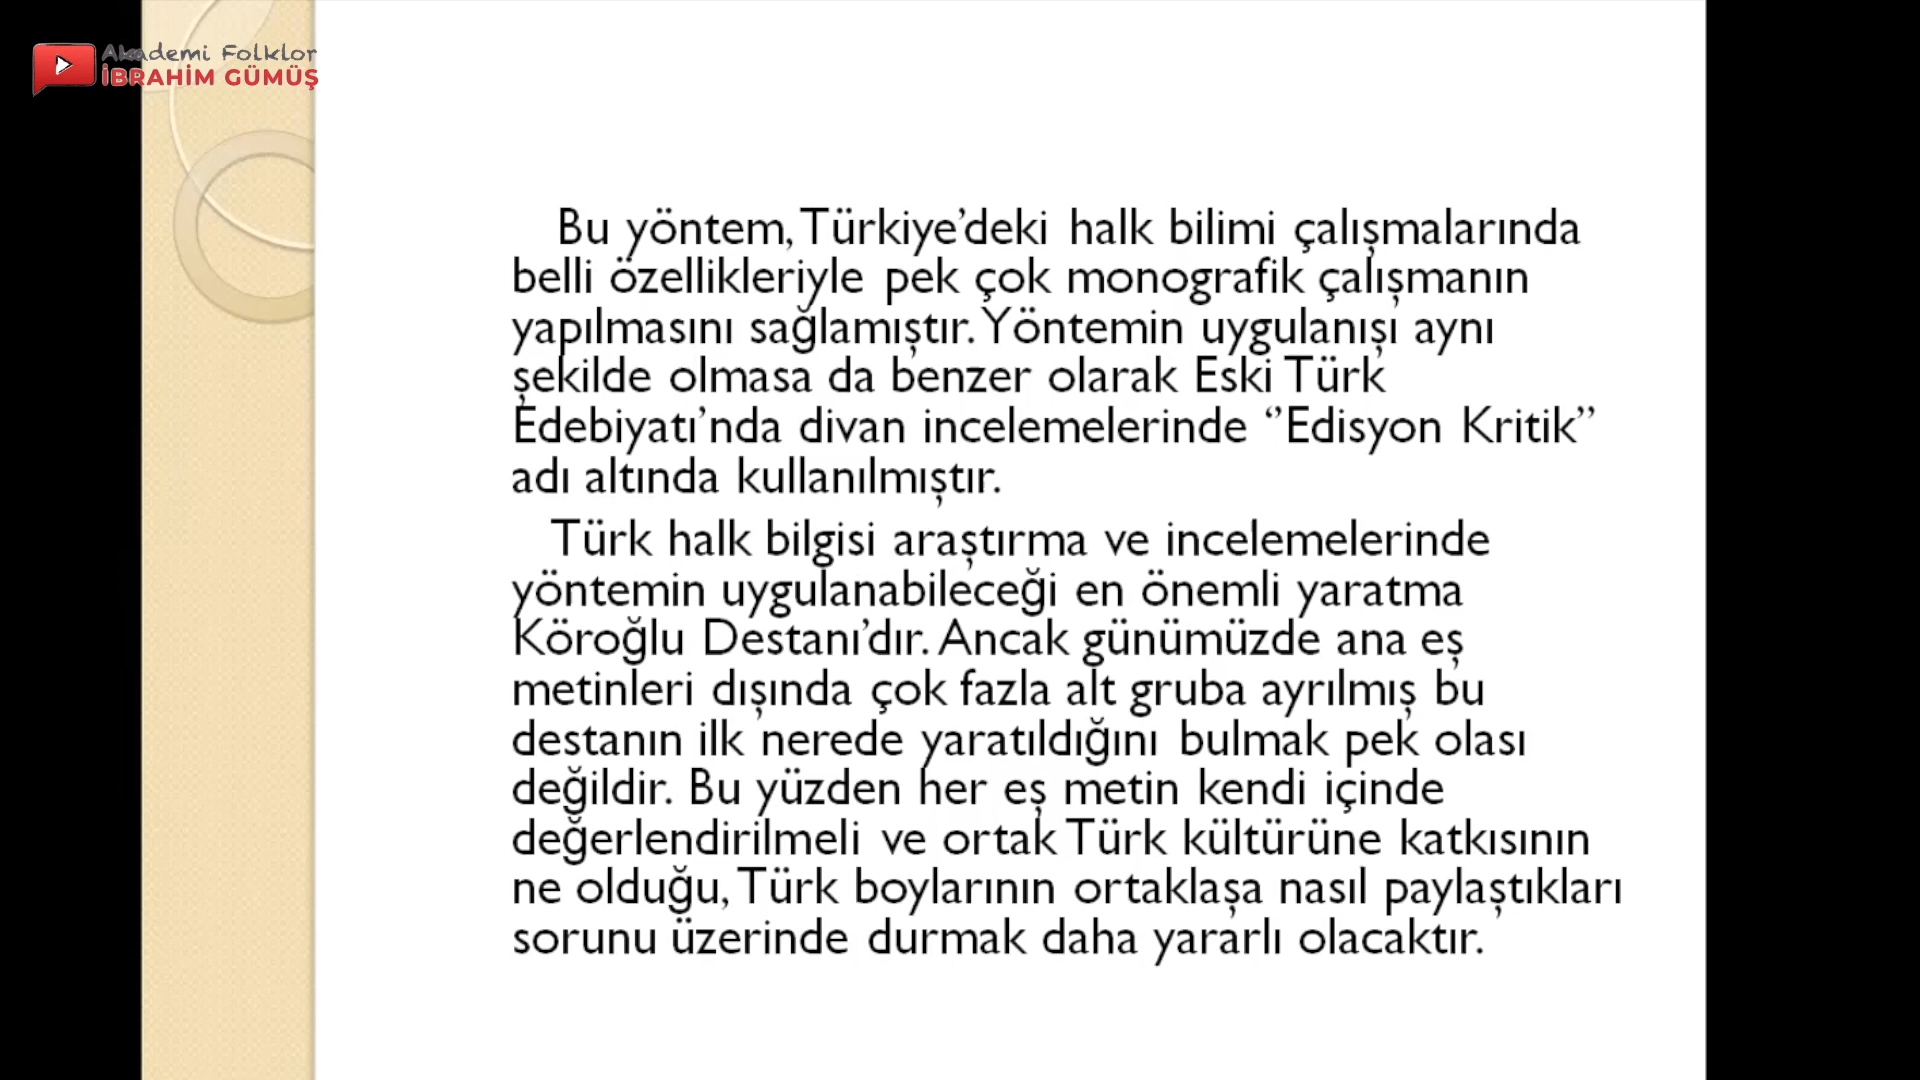 Akademi Folklor
İBRAHİM GÜMÜŞ
Bu yöntem, Türkiye’deki halk bilimi çalışmalarında
belli özellikleriyle pek çok monografik çalışmanın
yapılmasını sağlamıştır. Yöntemin uygulanışı aynı
şekilde olmasa da benzer olarak Eski Türk
Edebiyatı’nda divan incelemelerinde ‘’Edisyon Kritik’’
adı altında kullanılmıştır.
Türk halk bilgisi araştırma ve incelemelerinde
yöntemin uygulanabileceği en önemli yaratma
Köroğlu Destanı’dır. Ancak günümüzde ana eş
metinleri dışında çok fazla alt gruba ayrılmış bu
destanın ilk nerede yaratıldığını bulmak pek olası
değildir. Bu yüzden her eş metin kendi içinde
değerlendirilmeli ve ortak Türk kültürüne katkısının
ne olduğu, Türk boylarının ortaklaşa nasıl paylaştıkları
sorunu üzerinde durmak daha yararlı olacaktır.